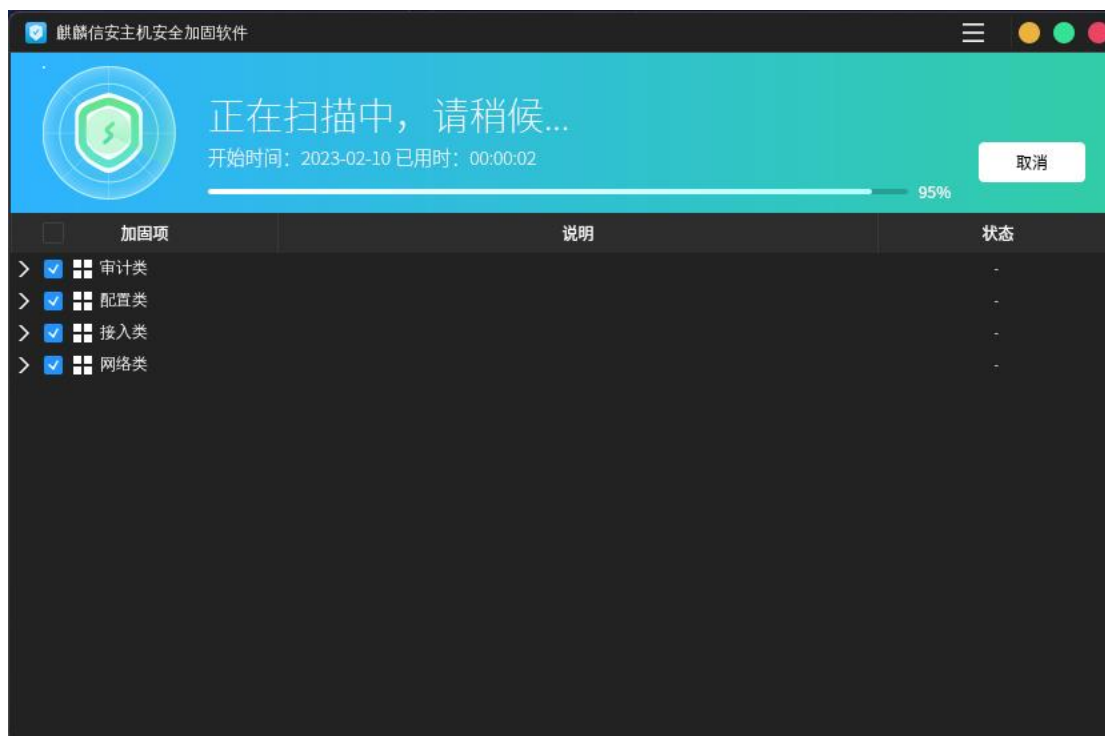 麒麟信安主机安全加固软件
正在扫描中，请稍候...
开始时间：2023-02-10 已用时：00:00:02
取消
95%
加固项 说明 状态
审计类 -
配置类 -
接入类 -
网络类 -